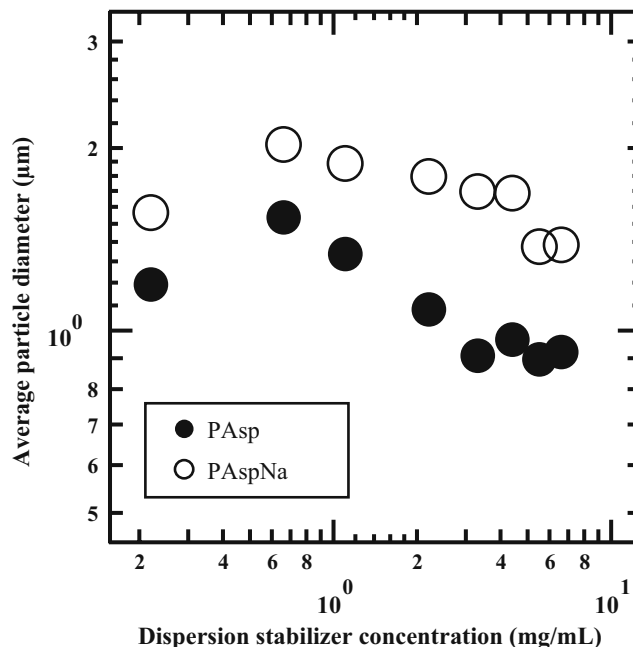 Average particle diameter (μm)
3
2
10⁰
8
7
6
5
PAsp
PAspNa
2 4 6 8 2 4 6 8
10⁰ 10¹
Dispersion stabilizer concentration (mg/mL)